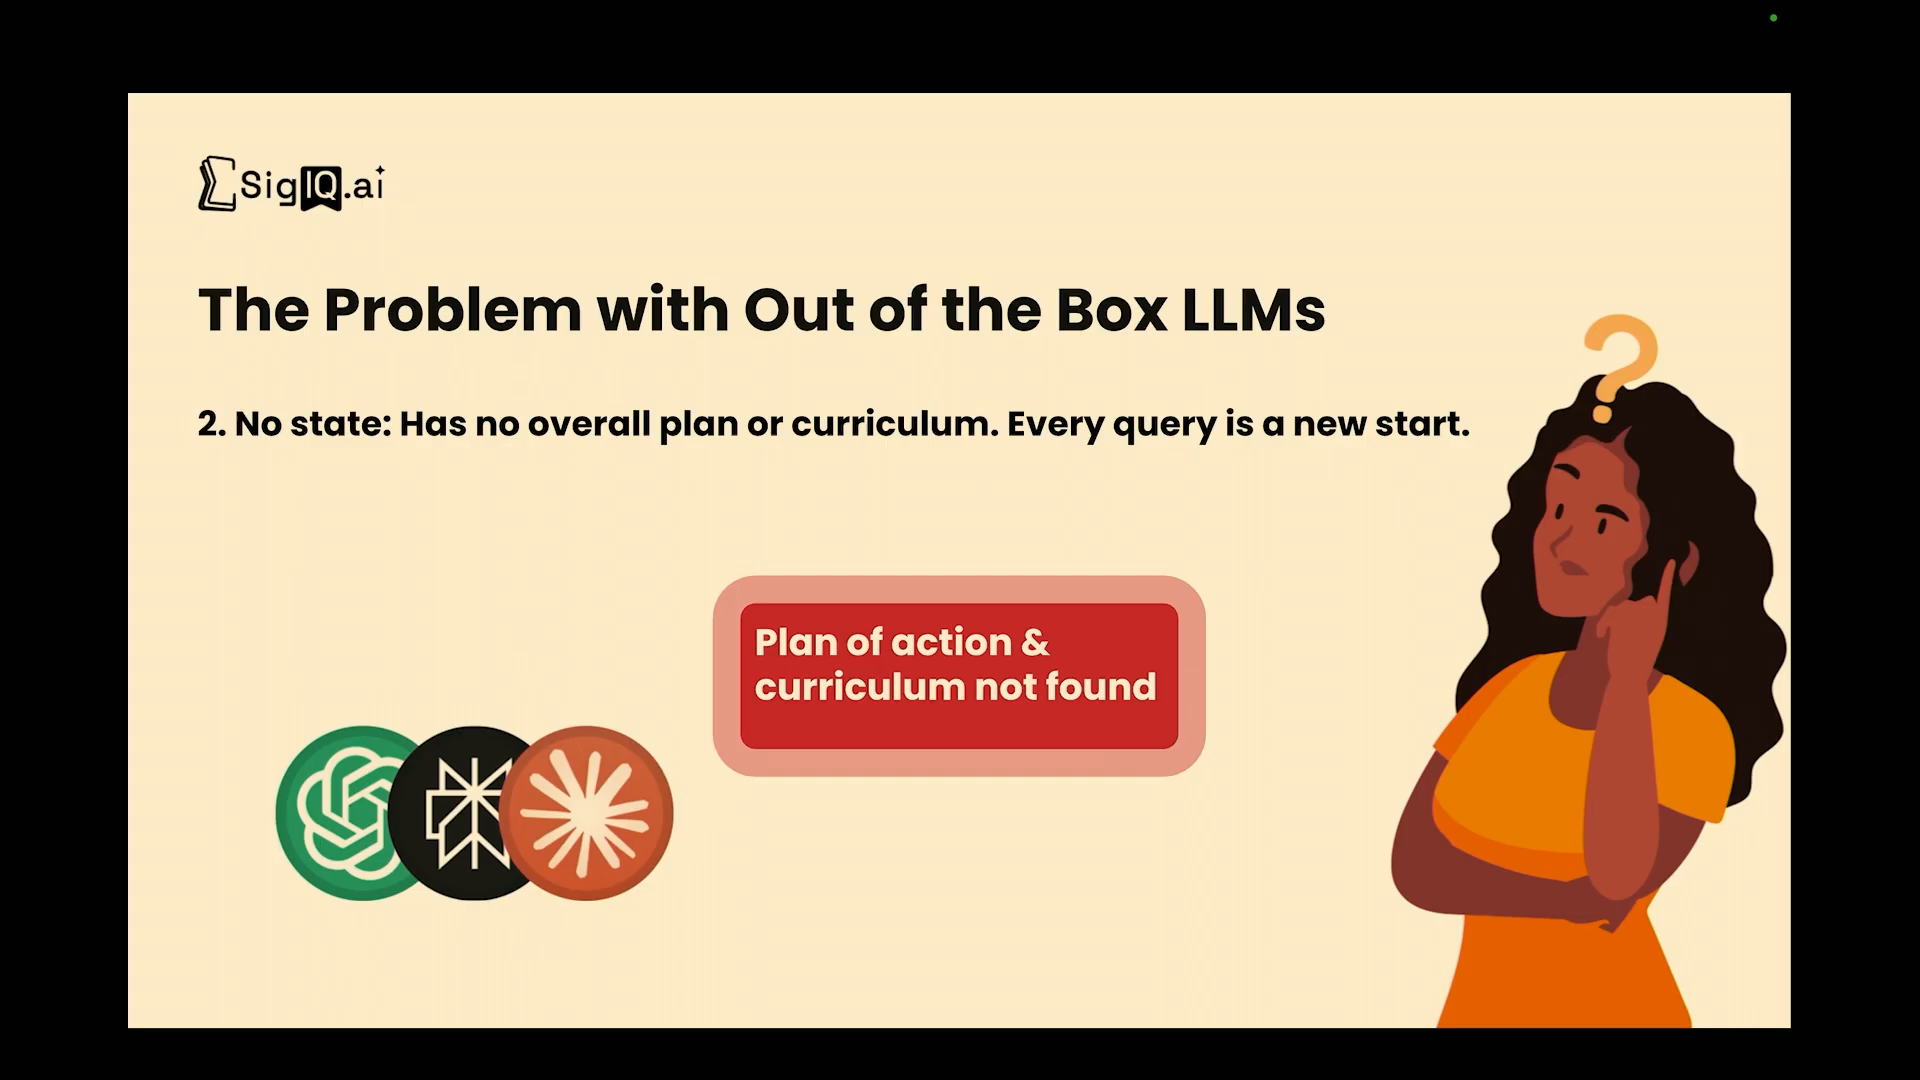 SigIQ.ai
The Problem with Out of the Box LLMs
2. No state: Has no overall plan or curriculum. Every query is a new start.
?
Plan of action &
curriculum not found